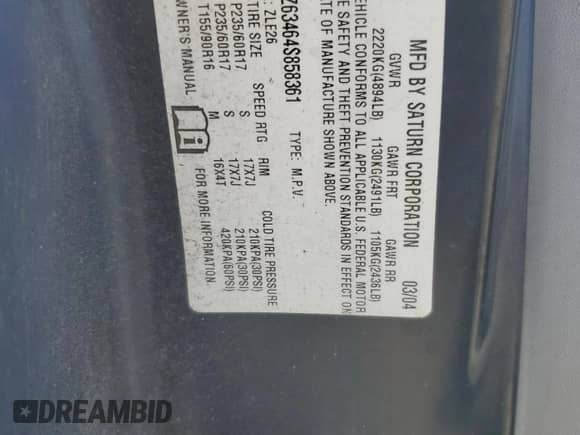 MFD BY SATURN CORPORATION 03/04
GVWR GAWR FRT GAWR RR
2220KG(4894LB) 1130KG(2491LB) 1105KG(2436LB)
VEHICLE CONFORMS TO ALL APPLICABLE U.S. FEDERAL MOTOR
E SAFETY AND THEFT PREVENTION STANDARDS IN EFFECT ON
ATE OF MANUFACTURE SHOWN ABOVE.
Z63464S858361 TYPE: M.P.V.
: ZLE26
TIRE SIZE SPEED RTG RIM COLD TIRE PRESSURE
P235/60R17 S 17X7J 210KPA(30PSI)
P235/60R17 S 17X7J 210KPA(30PSI)
T155/90R16 M 16X4T 420KPA(60PSI)
WNER'S MANUAL FOR MORE INFORMATION.
DREAMBID